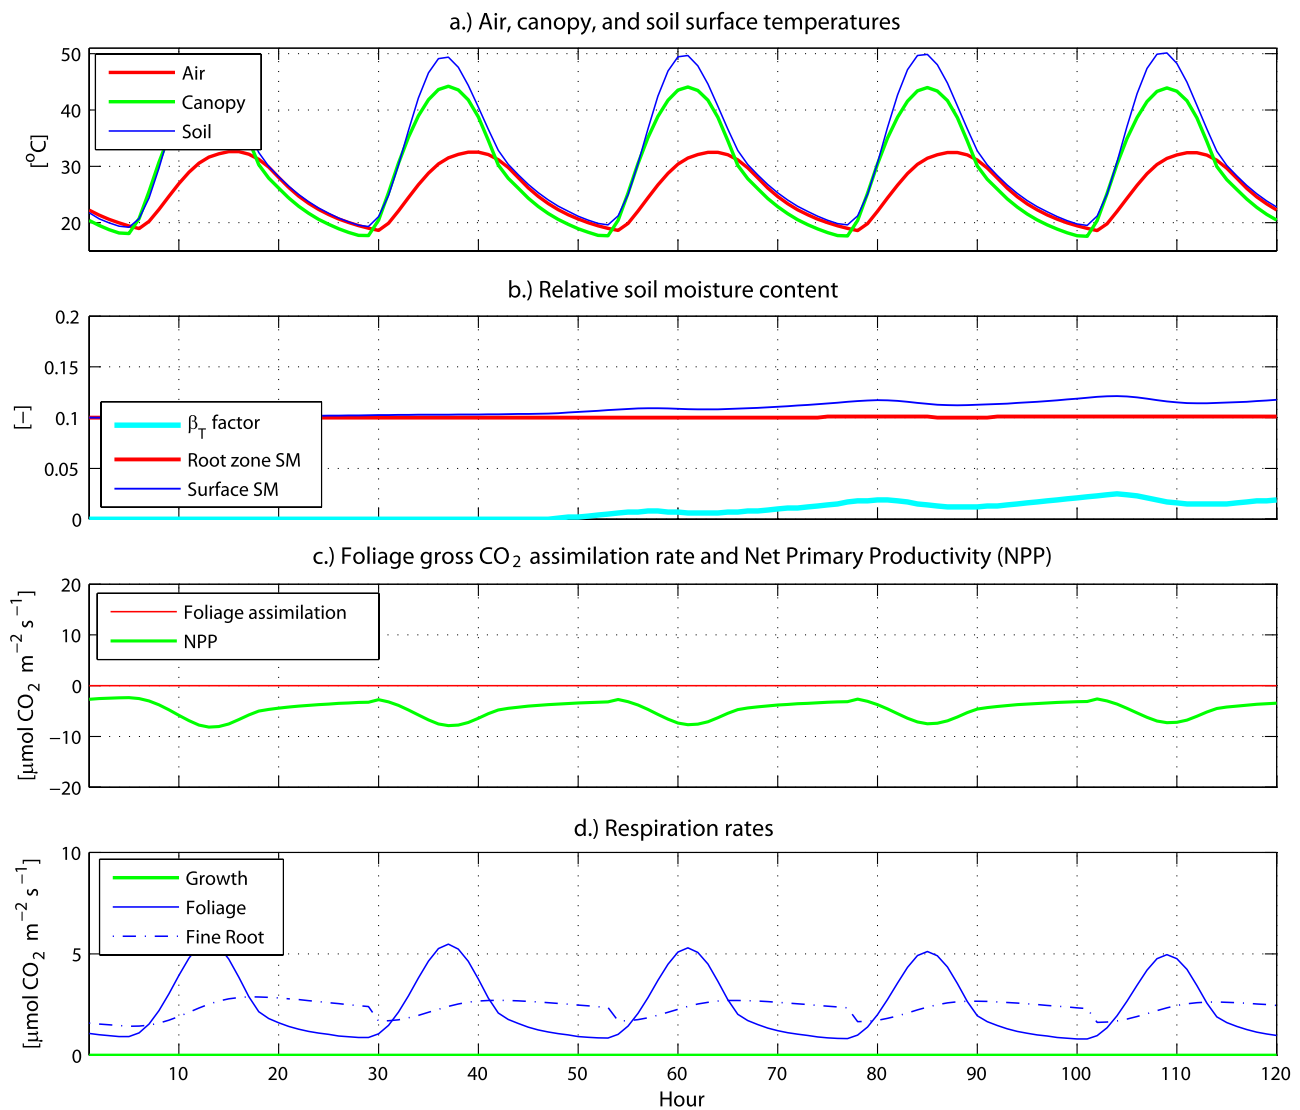 a.) Air, canopy, and soil surface temperatures
[°C]
50
40
30
20
Air
Canopy
Soil
b.) Relative soil moisture content
[−]
0.2
0.15
0.1
0.05
0
β_T factor
Root zone SM
Surface SM
c.) Foliage gross CO₂ assimilation rate and Net Primary Productivity (NPP)
[μmol CO₂ m⁻² s⁻¹]
20
10
0
−10
−20
Foliage assimilation
NPP
d.) Respiration rates
[μmol CO₂ m⁻² s⁻¹]
10
5
0
Growth
Foliage
Fine Root
10 20 30 40 50 60 70 80 90 100 110 120
Hour